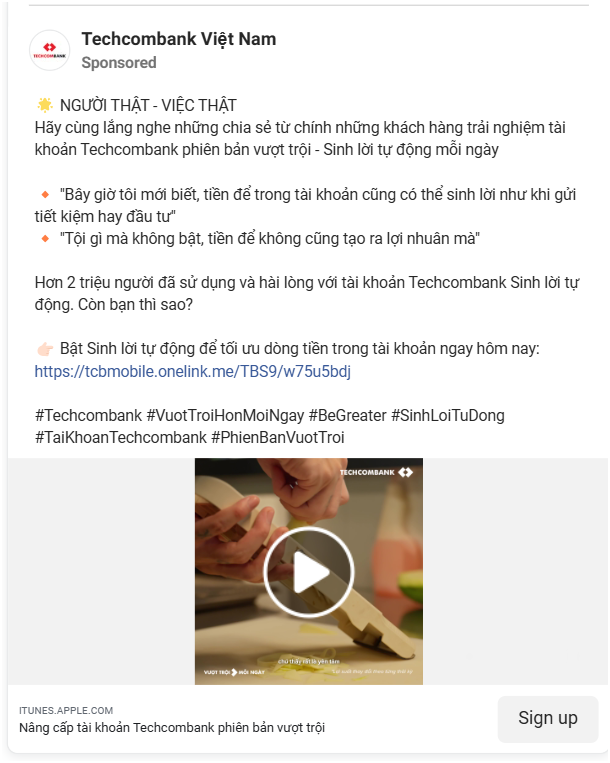 TECHCOMBANK
Techcombank Việt Nam
Sponsored
🌟 NGƯỜI THẬT - VIỆC THẬT
Hãy cùng lắng nghe những chia sẻ từ chính những khách hàng trải nghiệm tài
khoản Techcombank phiên bản vượt trội - Sinh lời tự động mỗi ngày
🔸 "Bây giờ tôi mới biết, tiền để trong tài khoản cũng có thể sinh lời như khi gửi
tiết kiệm hay đầu tư"
🔸 "Tội gì mà không bật, tiền để không cũng tạo ra lợi nhuân mà"
Hơn 2 triệu người đã sử dụng và hài lòng với tài khoản Techcombank Sinh lời tự
động. Còn bạn thì sao?
👉🏻 Bật Sinh lời tự động để tối ưu dòng tiền trong tài khoản ngay hôm nay:
https://tcbmobile.onelink.me/TBS9/w75u5bdj
#Techcombank #VuotTroiHonMoiNgay #BeGreater #SinhLoiTuDong
#TaiKhoanTechcombank #PhienBanVuotTroi
TECHCOMBANK
chú thấy rất là yên tâm
VƯỢT TRỘI MỖI NGÀY
ITUNES.APPLE.COM
Nâng cấp tài khoản Techcombank phiên bản vượt trội
Sign up